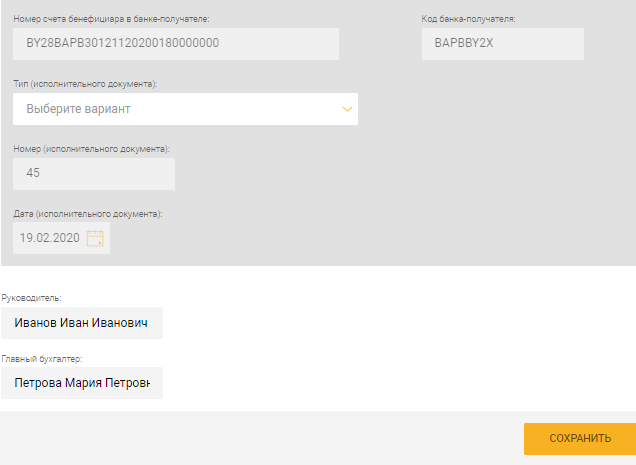 Номер счета бенефициара в банке-получателе:
Код банка-получателя:
BY28BAPB30121120200180000000
BAPBBY2X
Тип (исполнительного документа):
Выберите вариант
Номер (исполнительного документа):
45
Дата (исполнительного документа):
19.02.2020
Руководитель:
Иванов Иван Иванович
Главный бухгалтер:
Петрова Мария Петровн
СОХРАНИТЬ